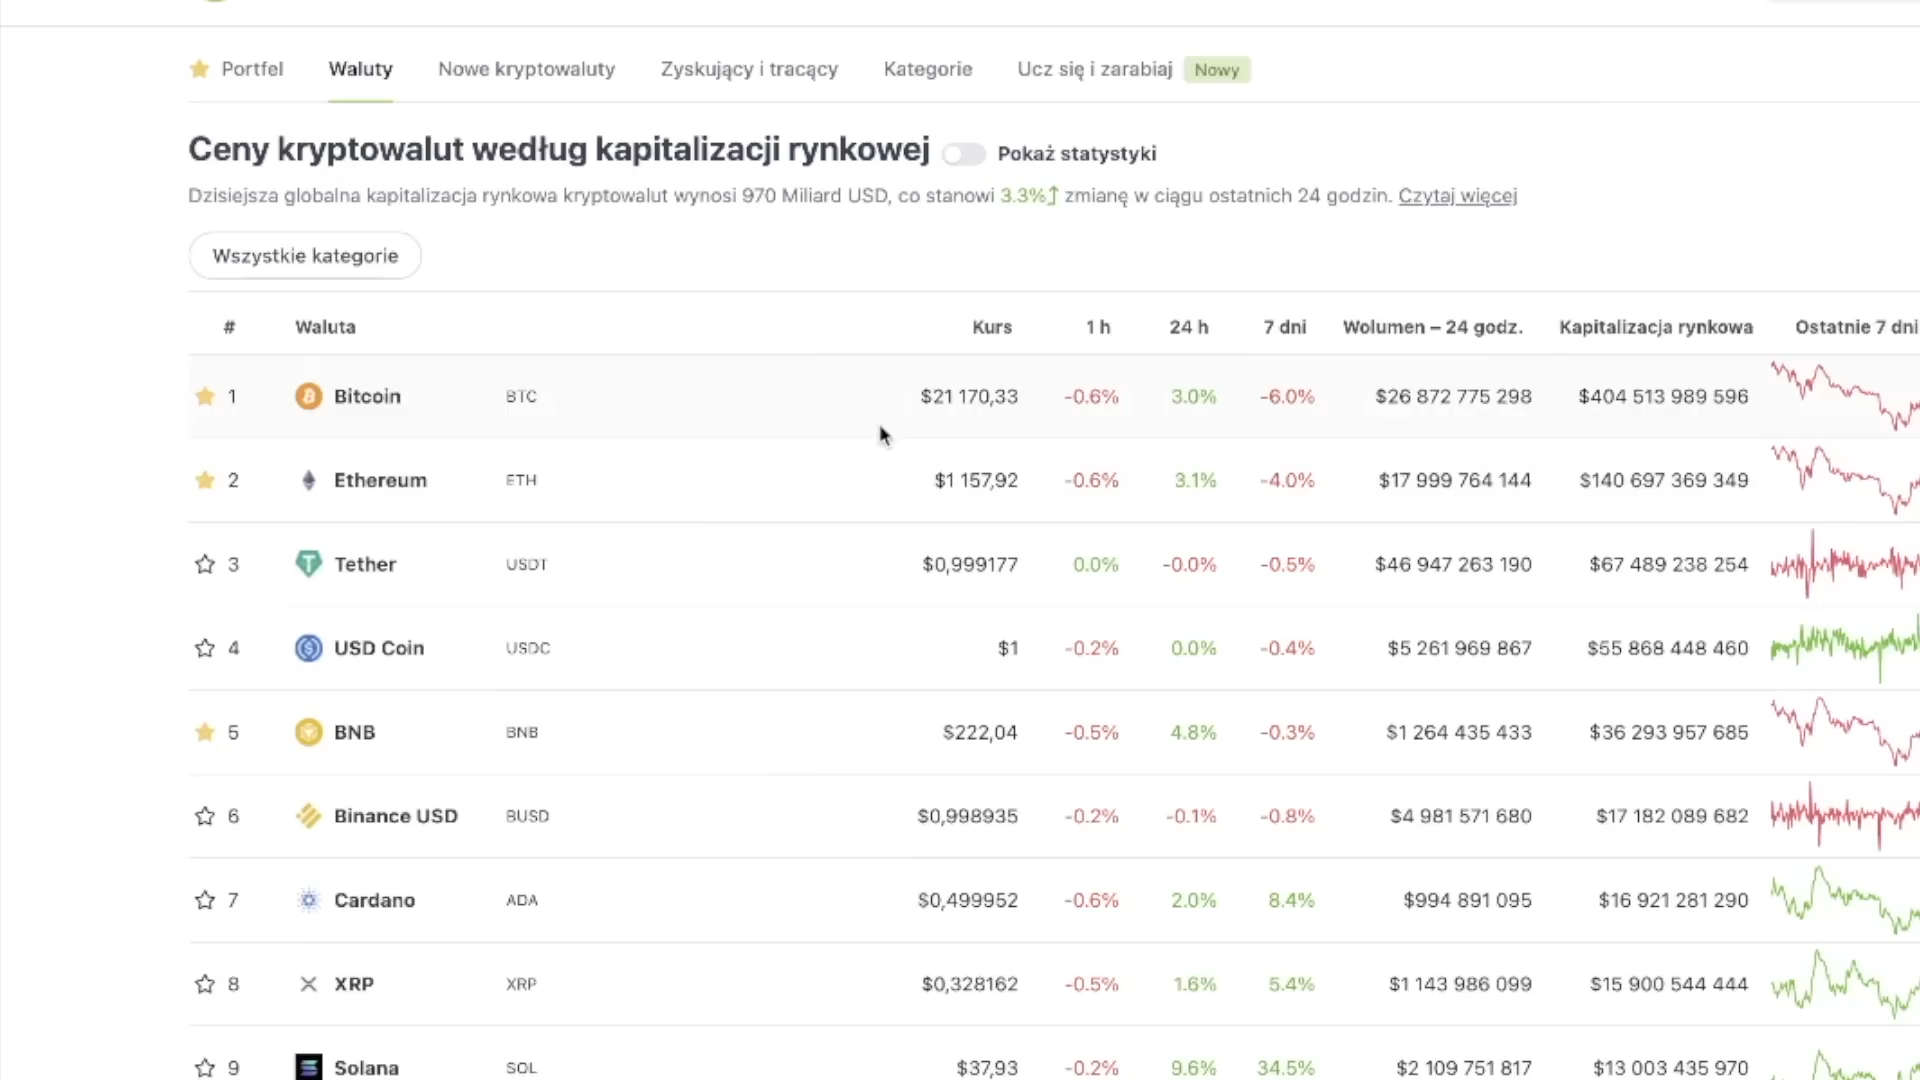 Portfel Waluty Nowe kryptowaluty Zyskujący i tracący Kategorie Ucz się i zarabiaj Nowy
Ceny kryptowalut według kapitalizacji rynkowej Pokaż statystyki
Dzisiejsza globalna kapitalizacja rynkowa kryptowalut wynosi 970 Miliard USD, co stanowi 3.3% zmianę w ciągu ostatnich 24 godzin. Czytaj więcej
Wszystkie kategorie
# Waluta Kurs 1 h 24 h 7 dni Wolumen – 24 godz. Kapitalizacja rynkowa Ostatnie 7 dni
1 Bitcoin BTC $21 170,33 -0.6% 3.0% -6.0% $26 872 775 298 $404 513 989 596
2 Ethereum ETH $1 157,92 -0.6% 3.1% -4.0% $17 999 764 144 $140 697 369 349
3 Tether USDT $0,999177 0.0% -0.0% -0.5% $46 947 263 190 $67 489 238 254
4 USD Coin USDC $1 -0.2% 0.0% -0.4% $5 261 969 867 $55 868 448 460
5 BNB BNB $222,04 -0.5% 4.8% -0.3% $1 264 435 433 $36 293 957 685
6 Binance USD BUSD $0,998935 -0.2% -0.1% -0.8% $4 981 571 680 $17 182 089 682
7 Cardano ADA $0,499952 -0.6% 2.0% 8.4% $994 891 095 $16 921 281 290
8 XRP XRP $0,328162 -0.5% 1.6% 5.4% $1 143 986 099 $15 900 544 444
9 Solana SOL $37,93 -0.2% 9.6% 34.5% $2 109 751 817 $13 003 435 970